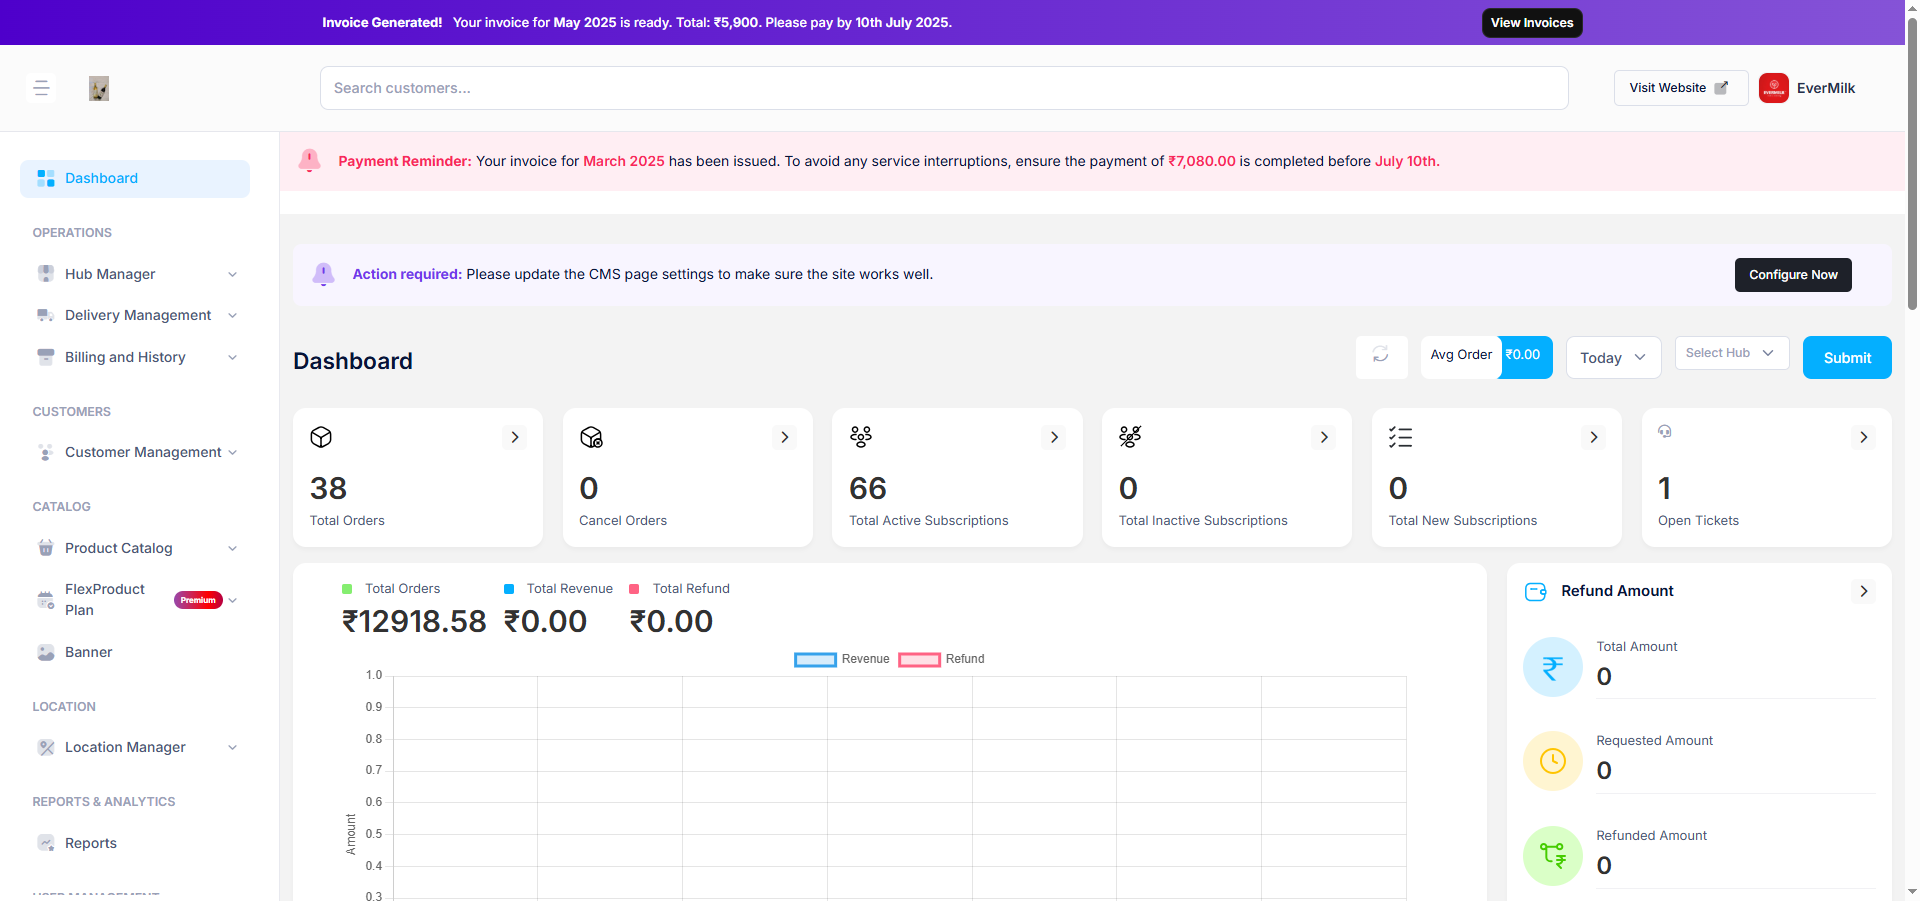 Invoice Generated! Your invoice for May 2025 is ready. Total: ₹5,900. Please pay by 10th July 2025.
View Invoices
Search customers...
Visit Website
EverMilk
Payment Reminder: Your invoice for March 2025 has been issued. To avoid any service interruptions, ensure the payment of ₹7,080.00 is completed before July 10th.
Dashboard
OPERATIONS
Hub Manager
Delivery Management
Billing and History
CUSTOMERS
Customer Management
CATALOG
Product Catalog
FlexProduct
Plan
Premium
Banner
LOCATION
Location Manager
REPORTS & ANALYTICS
Reports
Action required: Please update the CMS page settings to make sure the site works well.
Configure Now
Dashboard
Avg Order ₹0.00
Today
Select Hub
Submit
38
Total Orders
0
Cancel Orders
66
Total Active Subscriptions
0
Total Inactive Subscriptions
0
Total New Subscriptions
1
Open Tickets
Total Orders
₹12918.58
Total Revenue
₹0.00
Total Refund
₹0.00
Revenue
Refund
1.0
0.9
0.8
0.7
0.6
0.5
0.4
0.3
Amount
Refund Amount
Total Amount
0
Requested Amount
0
Refunded Amount
0